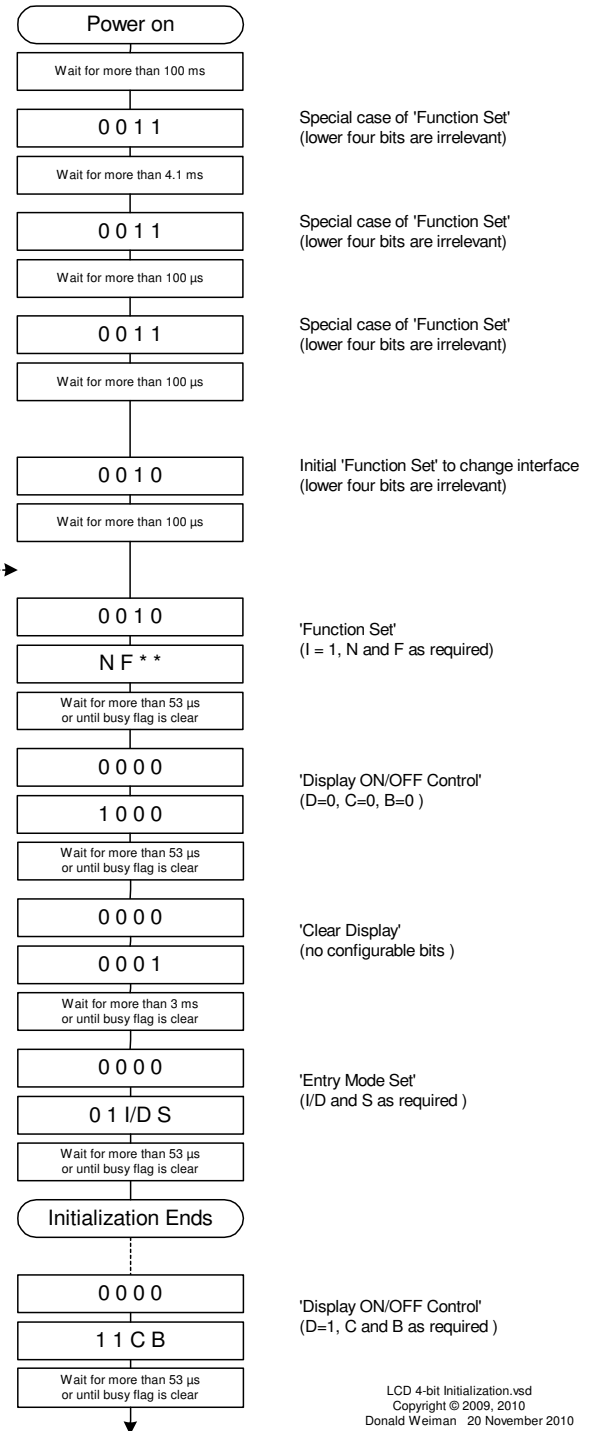 Power on
Wait for more than 100 ms
0 0 1 1
Special case of 'Function Set'
(lower four bits are irrelevant)
Wait for more than 4.1 ms
0 0 1 1
Special case of 'Function Set'
(lower four bits are irrelevant)
Wait for more than 100 µs
0 0 1 1
Special case of 'Function Set'
(lower four bits are irrelevant)
Wait for more than 100 µs
0 0 1 0
Initial 'Function Set' to change interface
(lower four bits are irrelevant)
Wait for more than 100 µs
0 0 1 0
N F * *
'Function Set'
(I = 1, N and F as required)
Wait for more than 53 µs
or until busy flag is clear
0 0 0 0
1 0 0 0
'Display ON/OFF Control'
(D=0, C=0, B=0 )
Wait for more than 53 µs
or until busy flag is clear
0 0 0 0
0 0 0 1
'Clear Display'
(no configurable bits )
Wait for more than 3 ms
or until busy flag is clear
0 0 0 0
0 1 I/D S
'Entry Mode Set'
(I/D and S as required )
Wait for more than 53 µs
or until busy flag is clear
Initialization Ends
0 0 0 0
1 1 C B
'Display ON/OFF Control'
(D=1, C and B as required )
Wait for more than 53 µs
or until busy flag is clear
LCD 4-bit Initialization.vsd
Copyright © 2009, 2010
Donald Weiman 20 November 2010